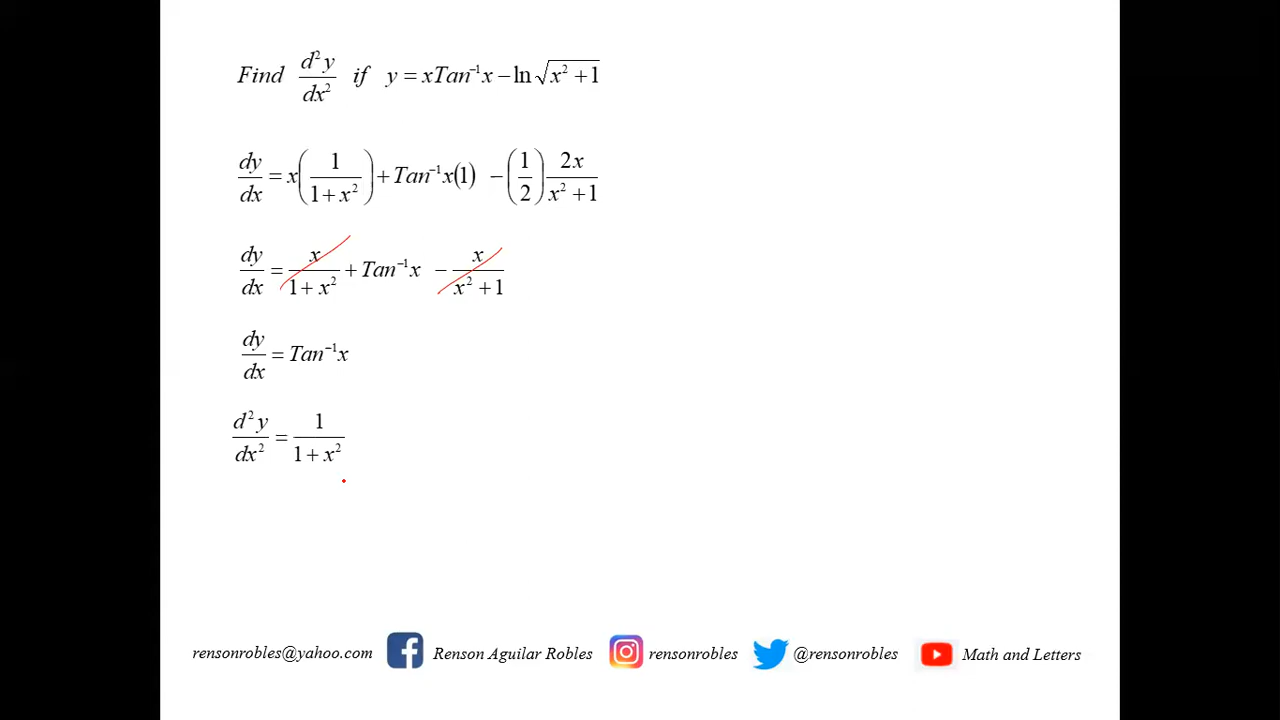 Find d²y/dx² if y = xTan⁻¹x − ln√(x² + 1)
dy/dx = x(1/(1 + x²)) + Tan⁻¹x(1) − (1/2) 2x/(x² + 1)
dy/dx = x/(1 + x²) + Tan⁻¹x − x/(x² + 1)
dy/dx = Tan⁻¹x
d²y/dx² = 1/(1 + x²)
rensonrobles@yahoo.com Renson Aguilar Robles rensonrobles @rensonrobles Math and Letters